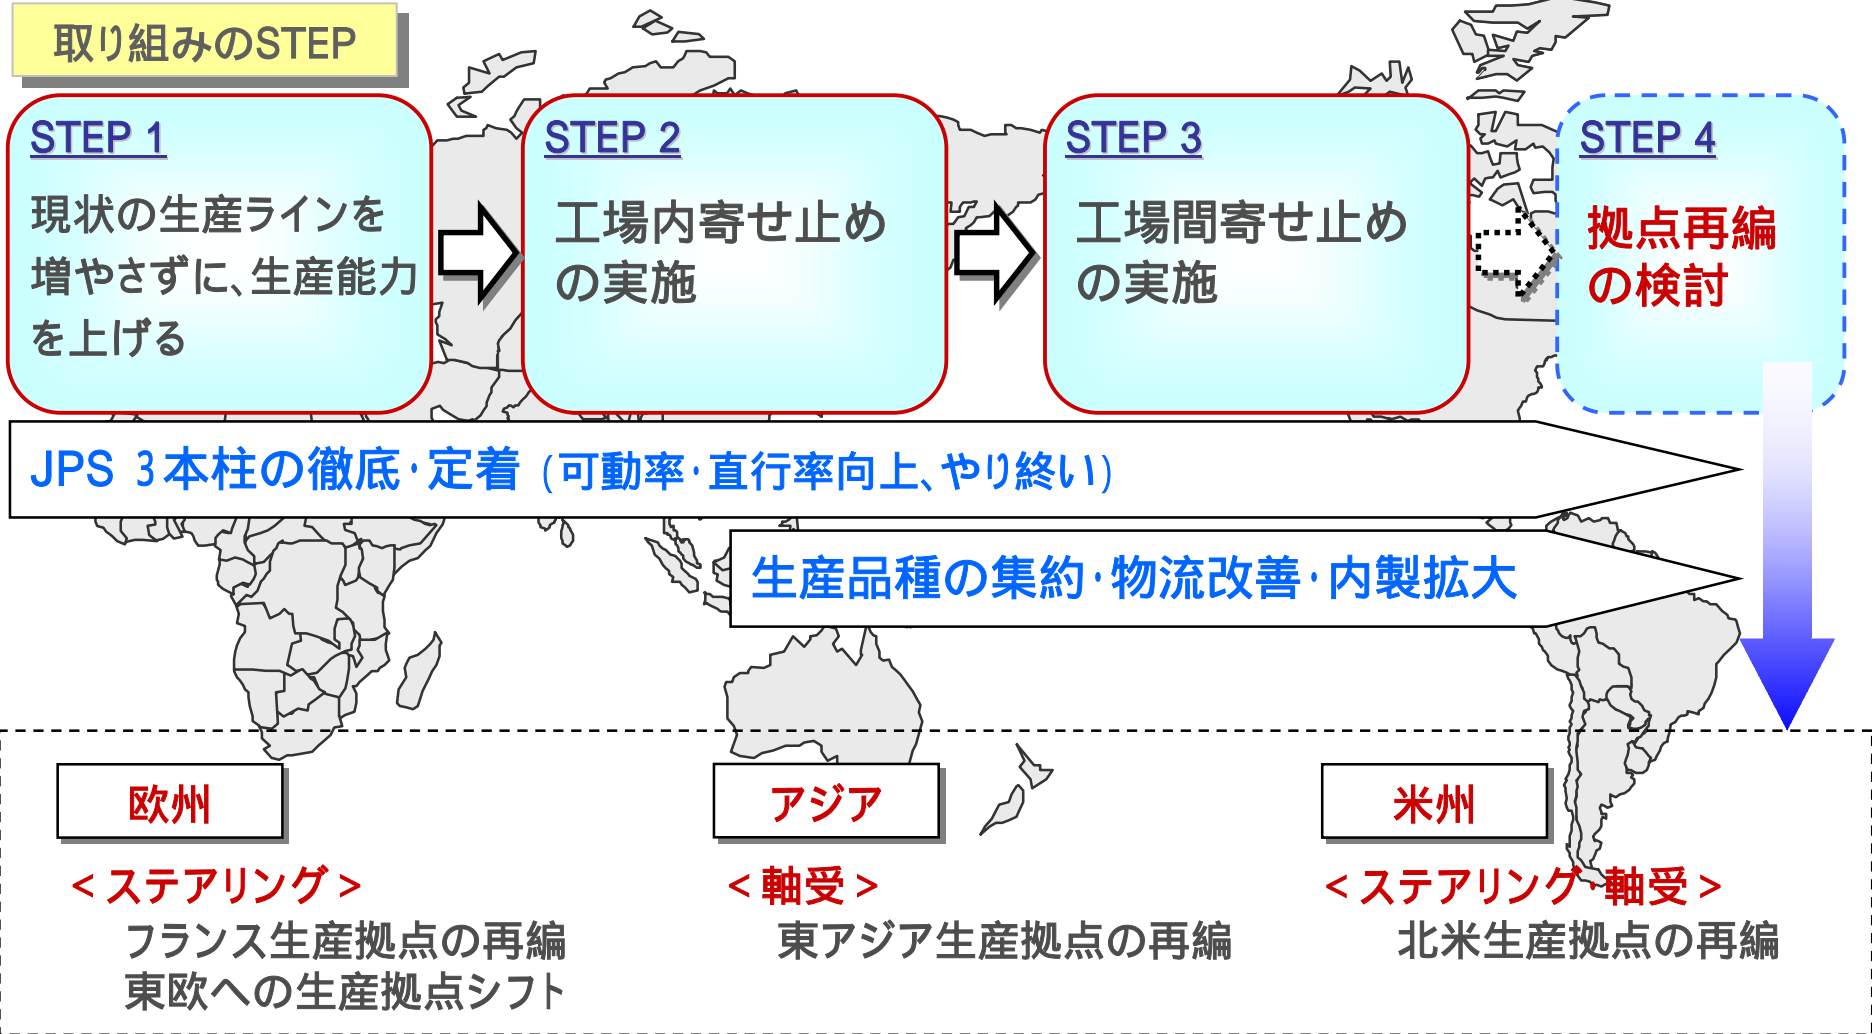 取り組みのSTEP
STEP 1
現状の生産ラインを
増やさずに、生産能力
を上げる
STEP 2
工場内寄せ止め
の実施
STEP 3
工場間寄せ止め
の実施
STEP 4
拠点再編
の検討
JPS 3本柱の徹底・定着 (可動率・直行率向上、やり終い)
生産品種の集約・物流改善・内製拡大
欧州
<ステアリング>
フランス生産拠点の再編
東欧への生産拠点シフト
アジア
<軸受>
東アジア生産拠点の再編
米州
<ステアリング・軸受>
北米生産拠点の再編